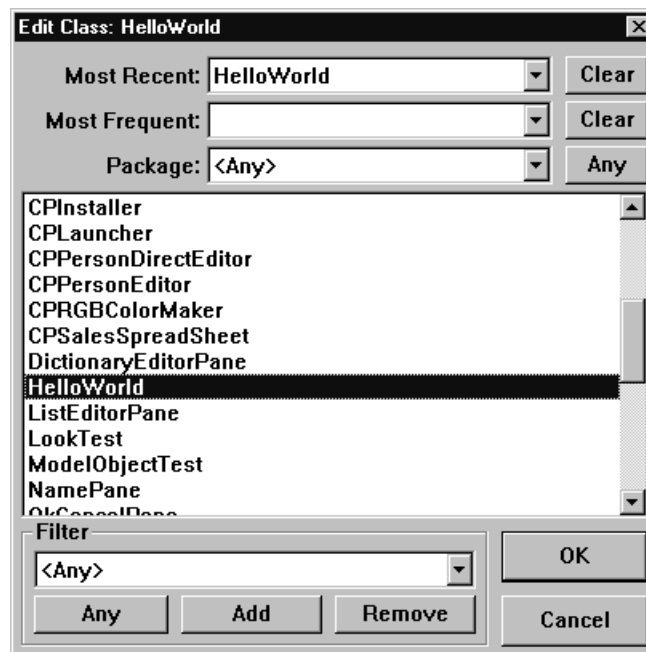 Edit Class: HelloWorld
Most Recent: HelloWorld Clear
Most Frequent: Clear
Package: <Any> Any
CPInstaller
CPLauncher
CPPersonDirectEditor
CPPersonEditor
CPRGBColorMaker
CPSalesSpreadSheet
DictionaryEditorPane
HelloWorld
ListEditorPane
LookTest
ModelObjectTest
NamePane
OkCancelPane
Filter
<Any>
OK
Any Add Remove
Cancel